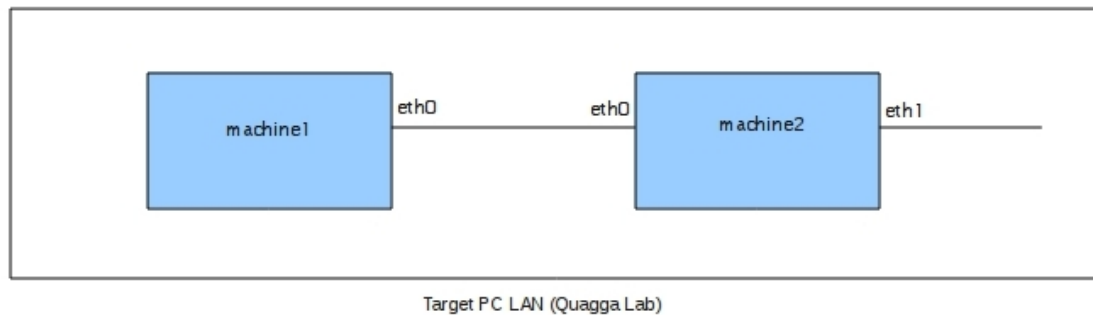 eth0
eth0
eth1
machine1
machine2
Target PC LAN (Quagga Lab)